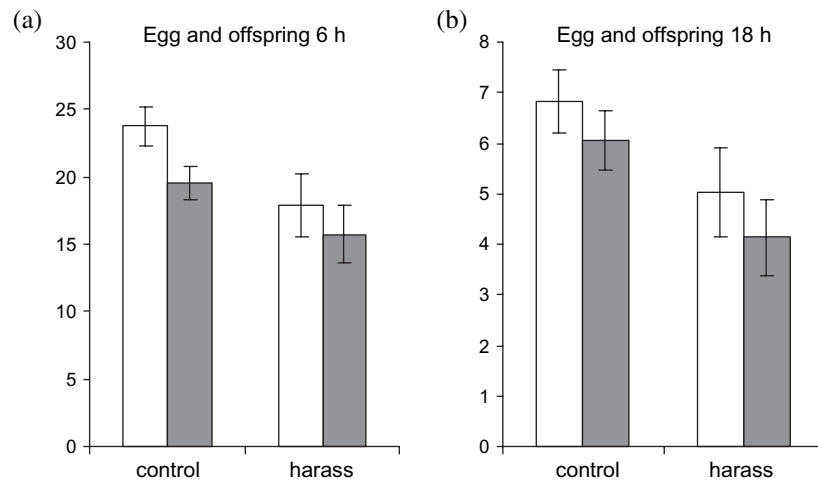 (a)
Egg and offspring 6 h
30
25
20
15
10
5
0
control harass
(b)
Egg and offspring 18 h
8
7
6
5
4
3
2
1
0
control harass